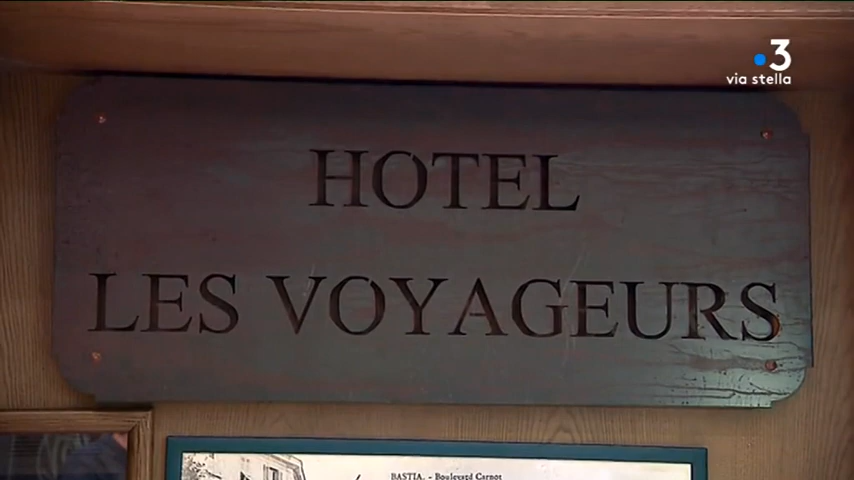 3
via stella
HOTEL
LES VOYAGEURS
BASTIA. - Boulevard Carnot